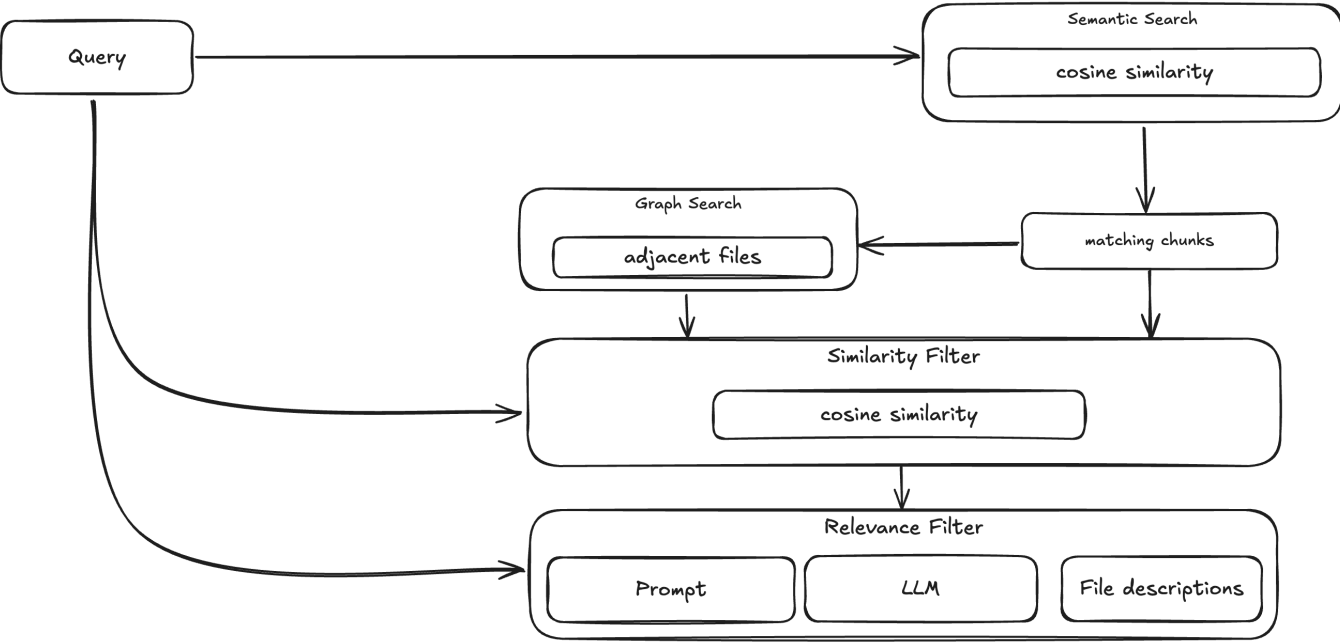 Query
Semantic Search
cosine similarity
Graph Search
adjacent files
matching chunks
Similarity Filter
cosine similarity
Relevance Filter
Prompt
LLM
File descriptions